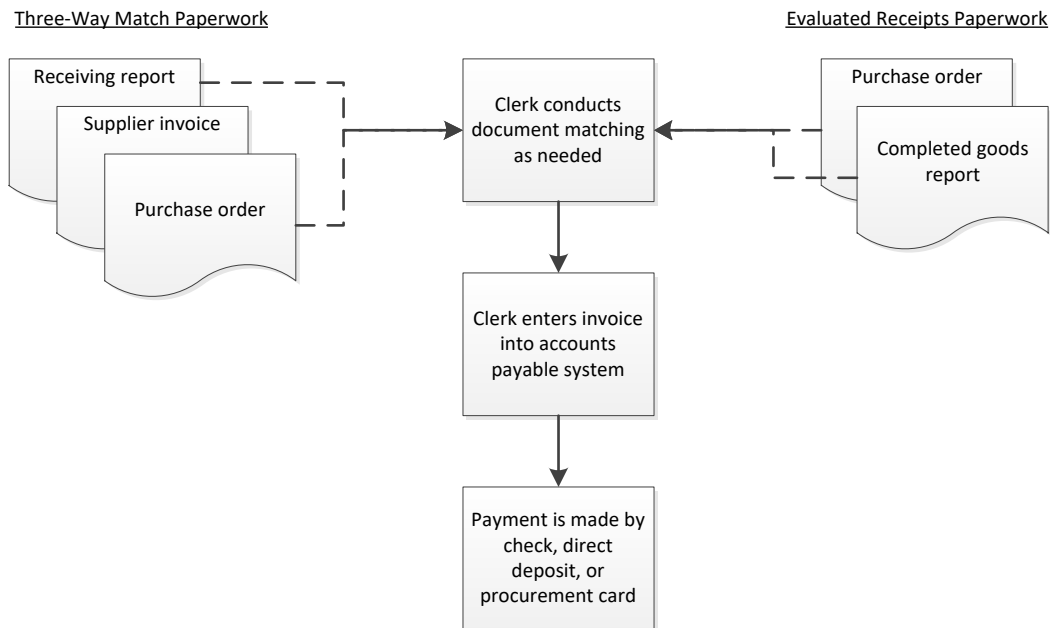 Three-Way Match Paperwork
Evaluated Receipts Paperwork
Receiving report
Supplier invoice
Purchase order
Clerk conducts
document matching
as needed
Purchase order
Completed goods
report
Clerk enters invoice
into accounts
payable system
Payment is made by
check, direct
deposit, or
procurement card